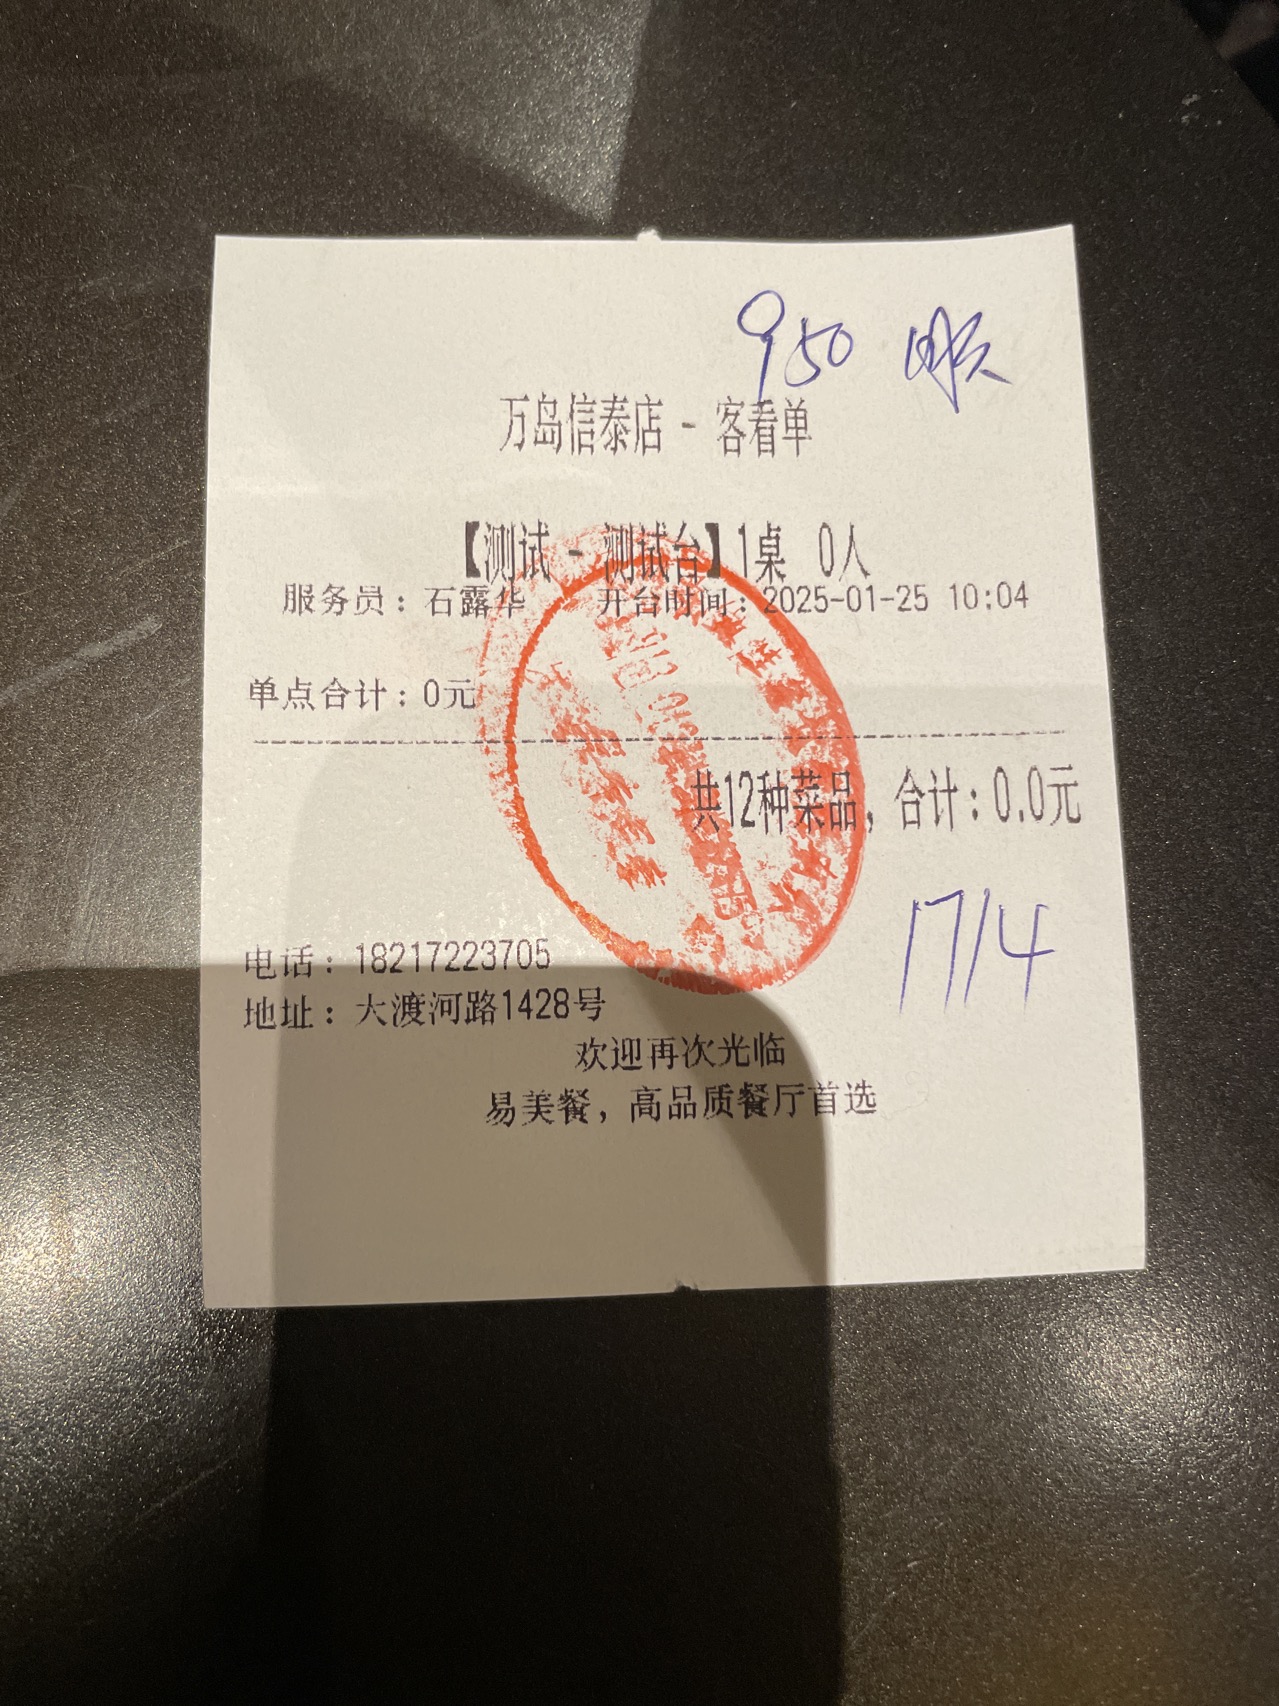 950
万岛信泰店 - 客看单
【测试 - 测试台】1桌 0人
服务员：石露华 开台时间：2025-01-25 10:04
单点合计：0元
共12种菜品，合计：0.0元
1714
电话：18217223705
地址：大渡河路1428号
欢迎再次光临
易美餐，高品质餐厅首选